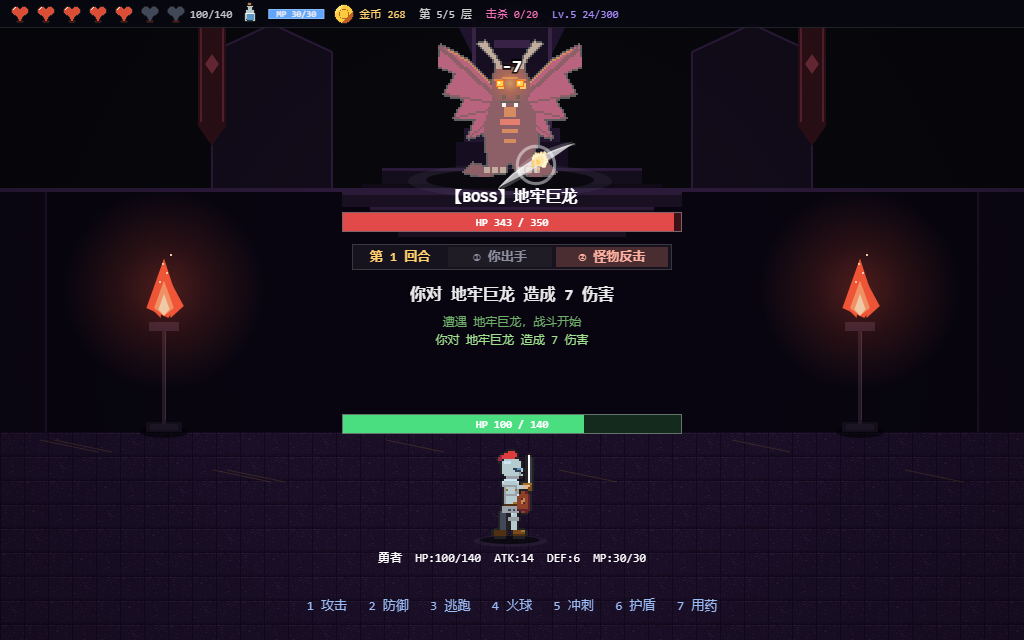 100/140 MP 30/30 金币 268 第 5/5 层 击杀 0/20 Lv.5 24/300
-7
【BOSS】地牢巨龙
HP 343 / 350
第 1 回合 ① 你出手 ② 怪物反击
你对 地牢巨龙 造成 7 伤害
遭遇 地牢巨龙，战斗开始
你对 地牢巨龙 造成 7 伤害
HP 100 / 140
勇者 HP:100/140 ATK:14 DEF:6 MP:30/30
1 攻击 2 防御 3 逃跑 4 火球 5 冲刺 6 护盾 7 用药